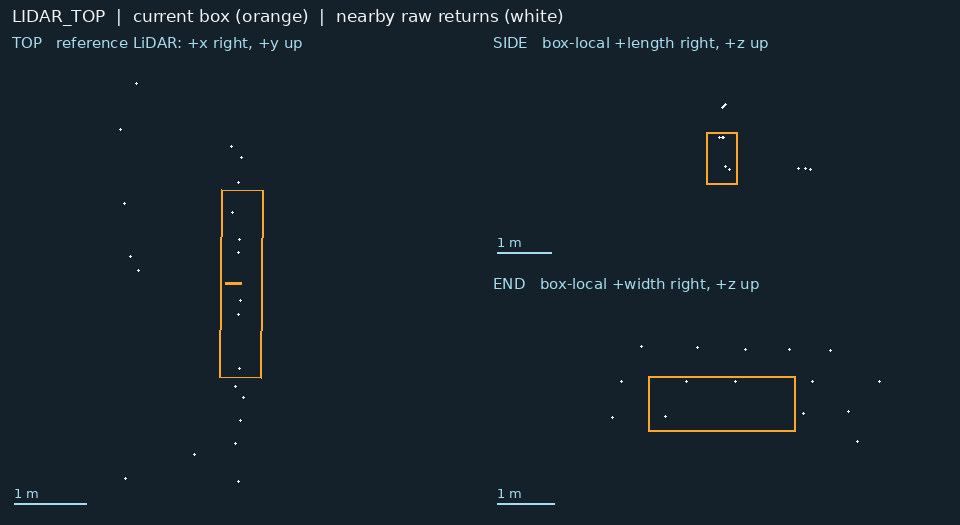 LIDAR_TOP | current box (orange) | nearby raw returns (white)
TOP reference LiDAR: +x right, +y up
SIDE box-local +length right, +z up
1 m
END box-local +width right, +z up
1 m
1 m